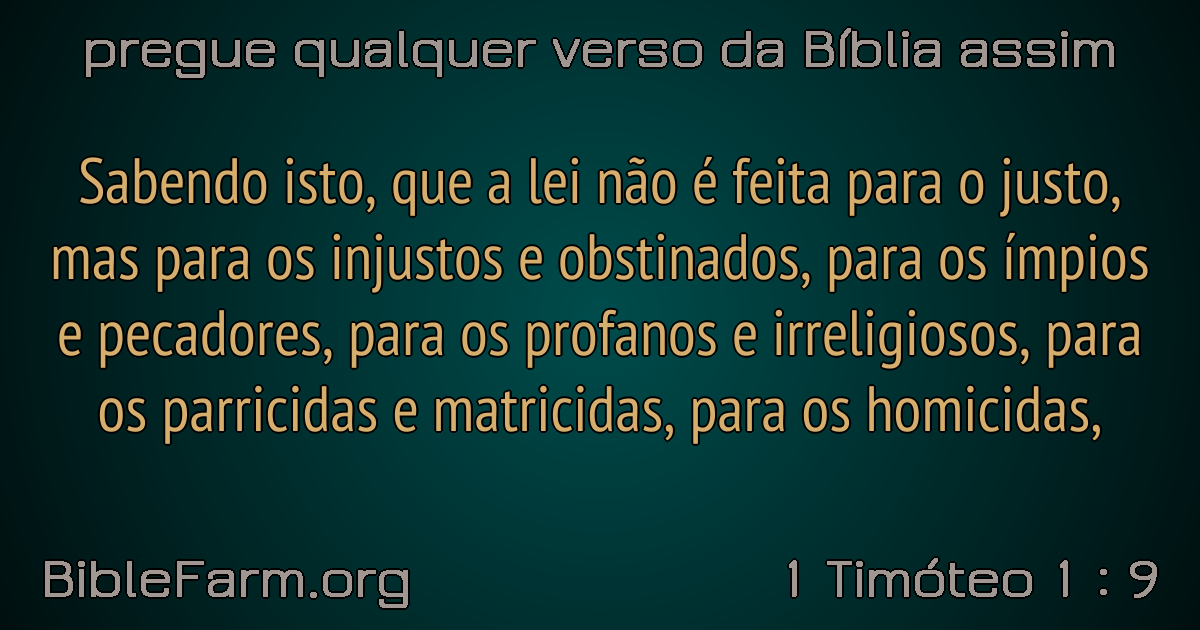 pregue qualquer verso da Bíblia assim
Sabendo isto, que a lei não é feita para o justo,
mas para os injustos e obstinados, para os ímpios
e pecadores, para os profanos e irreligiosos, para
os parricidas e matricidas, para os homicidas,
BibleFarm.org
1 Timóteo 1 : 9